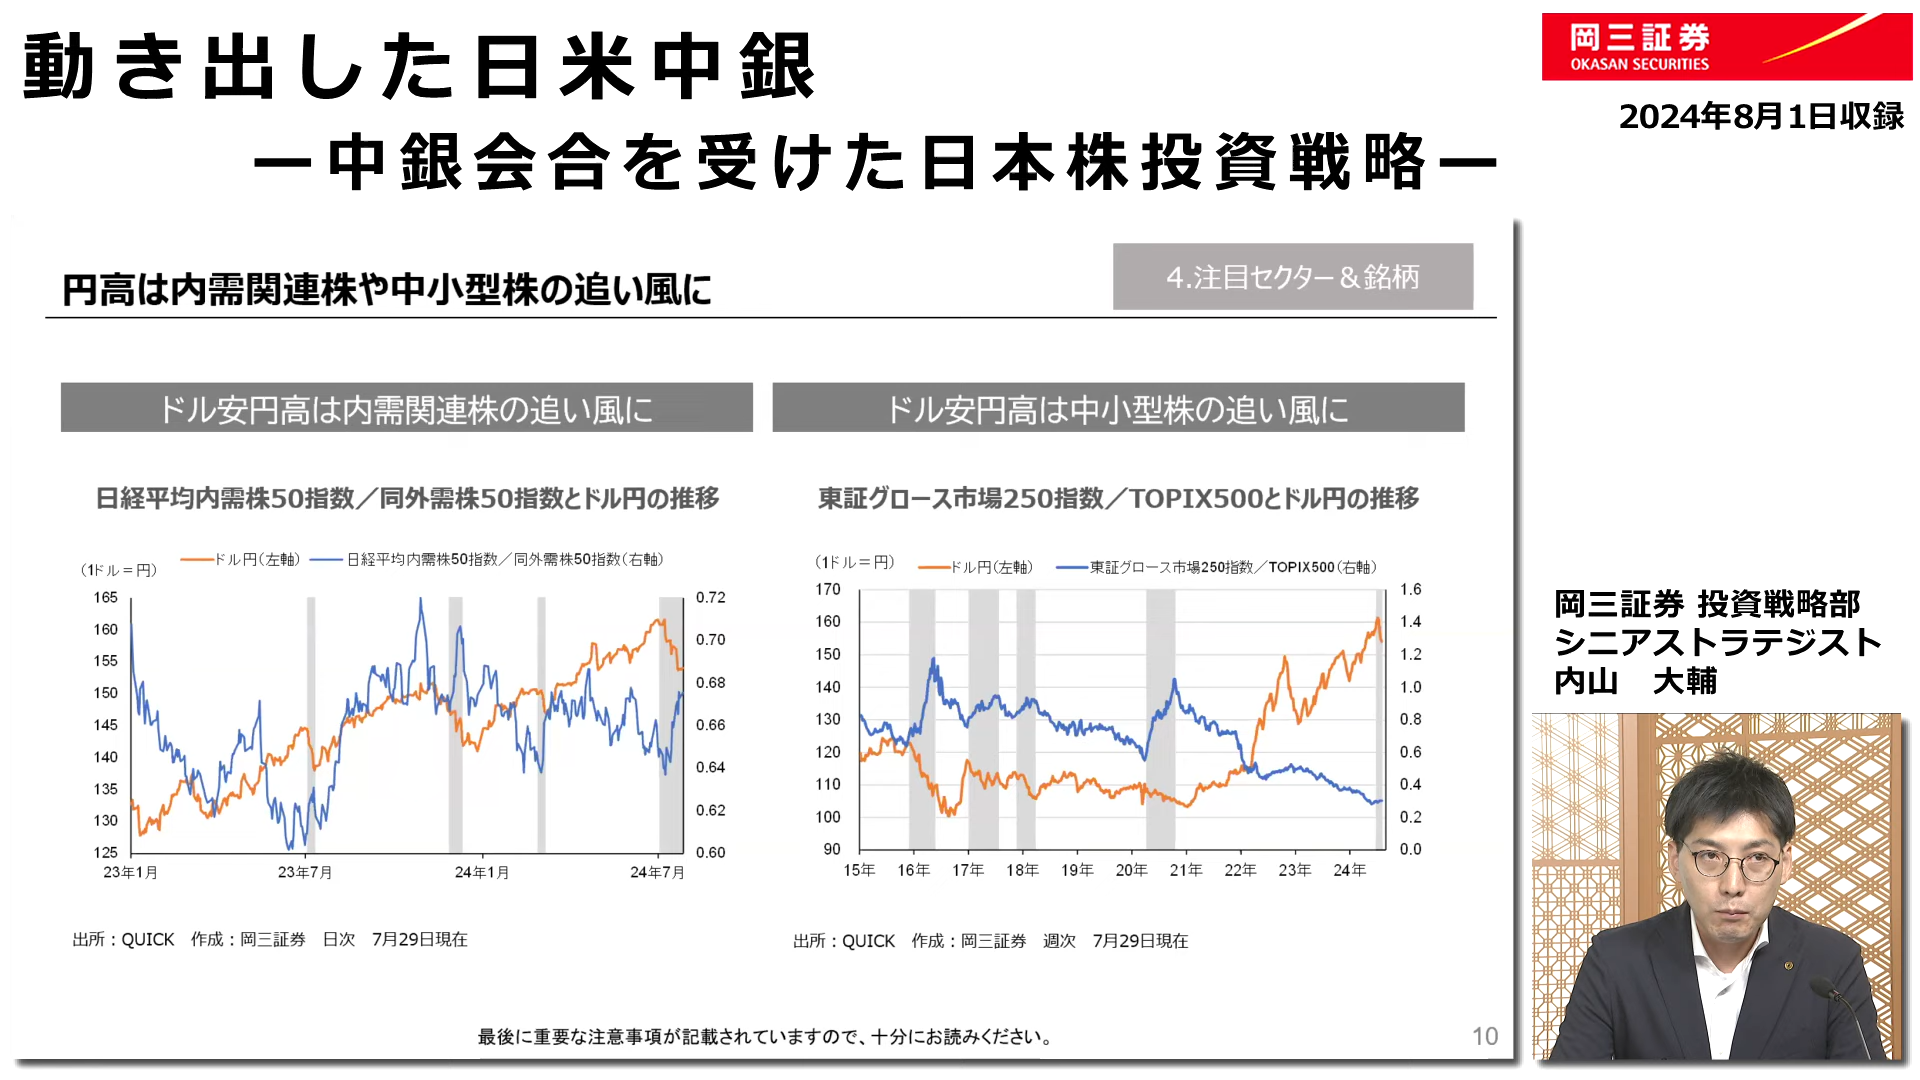 動き出した日米中銀
ー中銀会合を受けた日本株投資戦略ー
岡三証券
OKASAN SECURITIES
2024年8月1日収録
円高は内需関連株や中小型株の追い風に
4.注目セクター＆銘柄
ドル安円高は内需関連株の追い風に
日経平均内需株50指数／同外需株50指数とドル円の推移
（1ドル＝円）
ドル円（左軸）
日経平均内需株50指数／同外需株50指数（右軸）
165
160
155
150
145
140
135
130
125
0.72
0.70
0.68
0.66
0.64
0.62
0.60
23年1月
23年7月
24年1月
24年7月
出所：QUICK　作成：岡三証券　日次　7月29日現在
ドル安円高は中小型株の追い風に
東証グロース市場250指数／TOPIX500とドル円の推移
（1ドル＝円）
ドル円（左軸）
東証グロース市場250指数／TOPIX500（右軸）
170
160
150
140
130
120
110
100
90
1.6
1.4
1.2
1.0
0.8
0.6
0.4
0.2
0.0
15年
16年
17年
18年
19年
20年
21年
22年
23年
24年
出所：QUICK　作成：岡三証券　週次　7月29日現在
最後に重要な注意事項が記載されていますので、十分にお読みください。
10
岡三証券 投資戦略部
シニアストラテジスト
内山　大輔